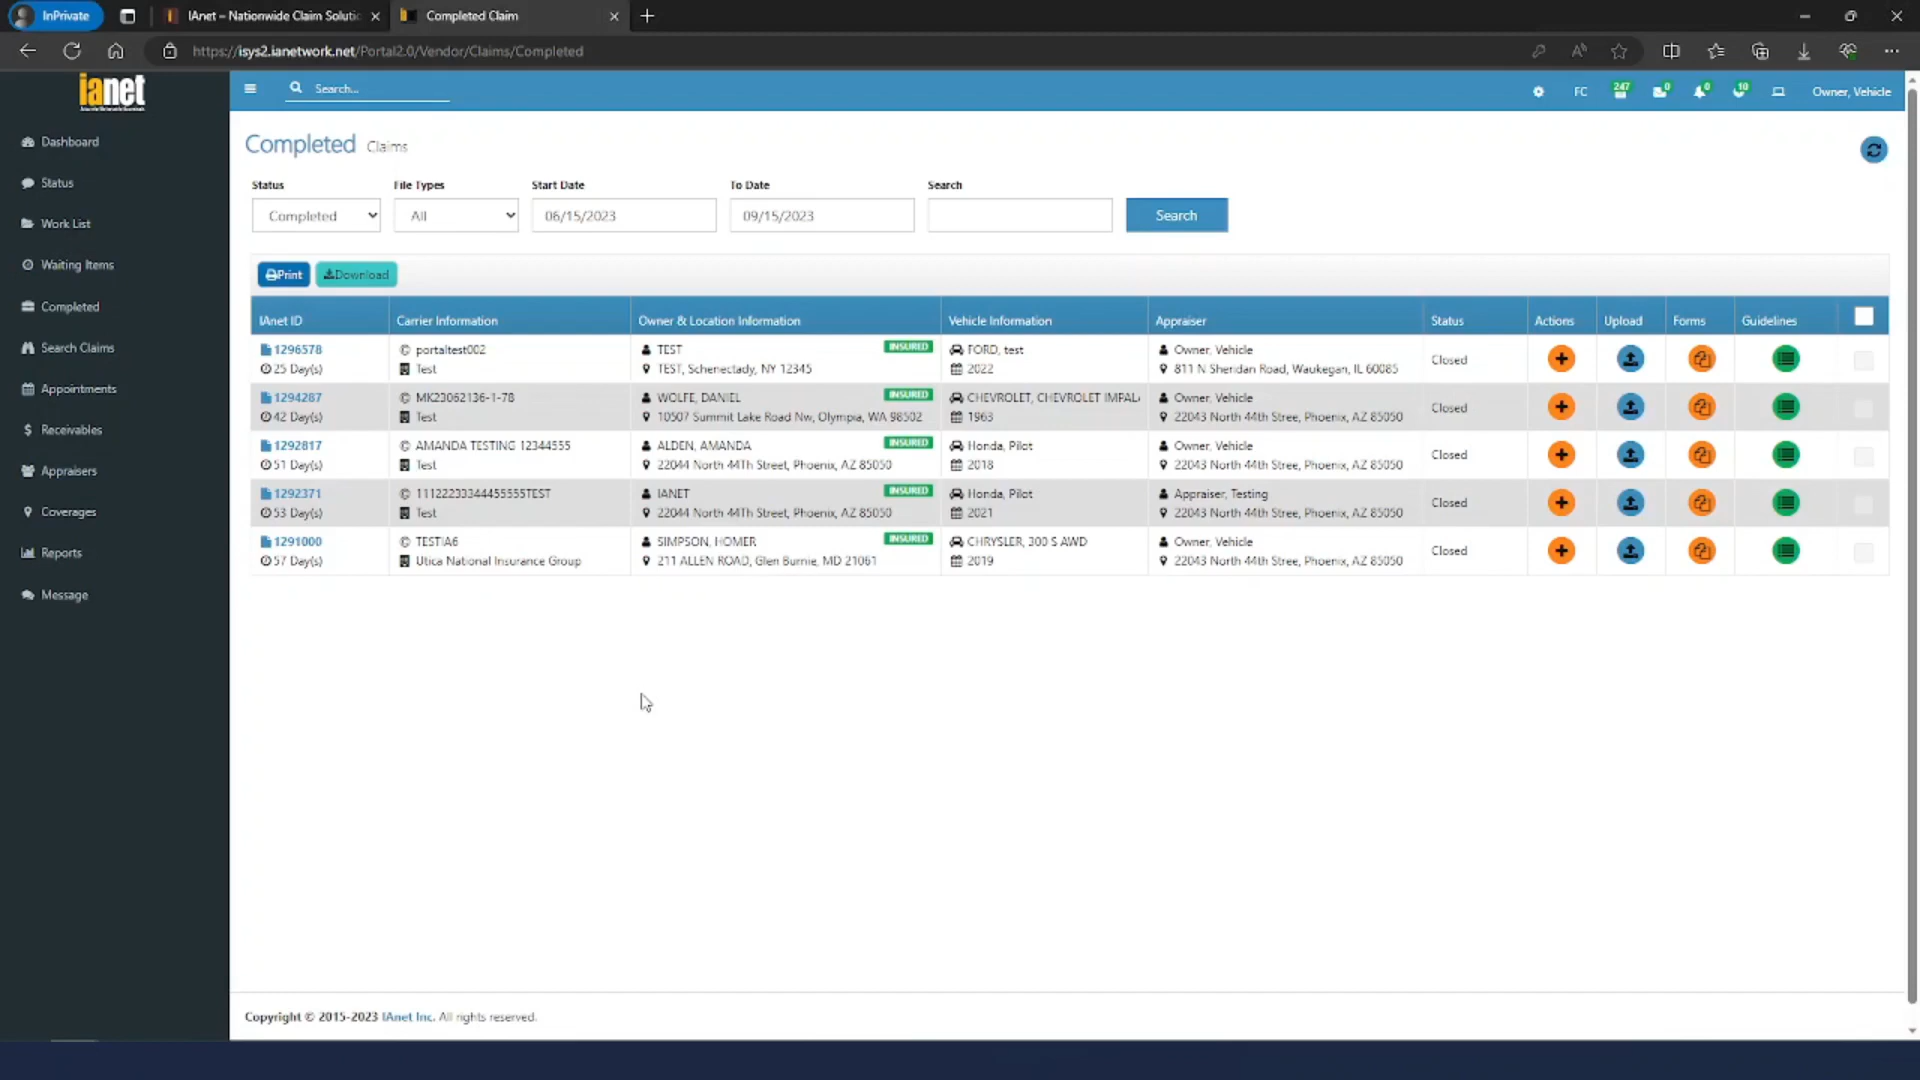 InPrivate
IAnet – Nationwide Claim Solutio
Completed Claim
https://isys2.ianetwork.net/Portal2.0/Vendor/Claims/Completed
ianet
Search...
FC
247
0
0
10
Owner, Vehicle
Dashboard
Status
Work List
Waiting Items
Completed
Search Claims
Appointments
Receivables
Appraisers
Coverages
Reports
Message
Completed Claims
Status
File Types
Start Date
To Date
Search
Completed
All
06/15/2023
09/15/2023
Search
Print
Download
IAnet ID
Carrier Information
Owner & Location Information
Vehicle Information
Appraiser
Status
Actions
Upload
Forms
Guidelines
1296578
portaltest002
TEST
INSURED
FORD, test
Owner, Vehicle
Closed
25 Day(s)
Test
TEST, Schenectady, NY 12345
2022
811 N Sheridan Road, Waukegan, IL 60085
1294287
MK23062136-1-78
WOLFE, DANIEL
INSURED
CHEVROLET, CHEVROLET IMPAL
Owner, Vehicle
Closed
42 Day(s)
Test
10507 Summit Lake Road Nw, Olympia, WA 98502
1963
22043 North 44th Stree, Phoenix, AZ 85050
1292817
AMANDA TESTING 12344555
ALDEN, AMANDA
INSURED
Honda, Pilot
Owner, Vehicle
Closed
51 Day(s)
Test
22044 North 44Th Street, Phoenix, AZ 85050
2018
22043 North 44th Stree, Phoenix, AZ 85050
1292371
IANET
INSURED
Honda, Pilot
Appraiser, Testing
Closed
53 Day(s)
Test
22044 North 44Th Street, Phoenix, AZ 85050
2021
22043 North 44th Stree, Phoenix, AZ 85050
1291000
TESTIA6
SIMPSON, HOMER
INSURED
CHRYSLER, 300 S AWD
Owner, Vehicle
Closed
57 Day(s)
Utica National Insurance Group
211 ALLEN ROAD, Glen Burnie, MD 21061
2019
22043 North 44th Stree, Phoenix, AZ 85050
Copyright © 2015-2023 IAnet Inc. All rights reserved.